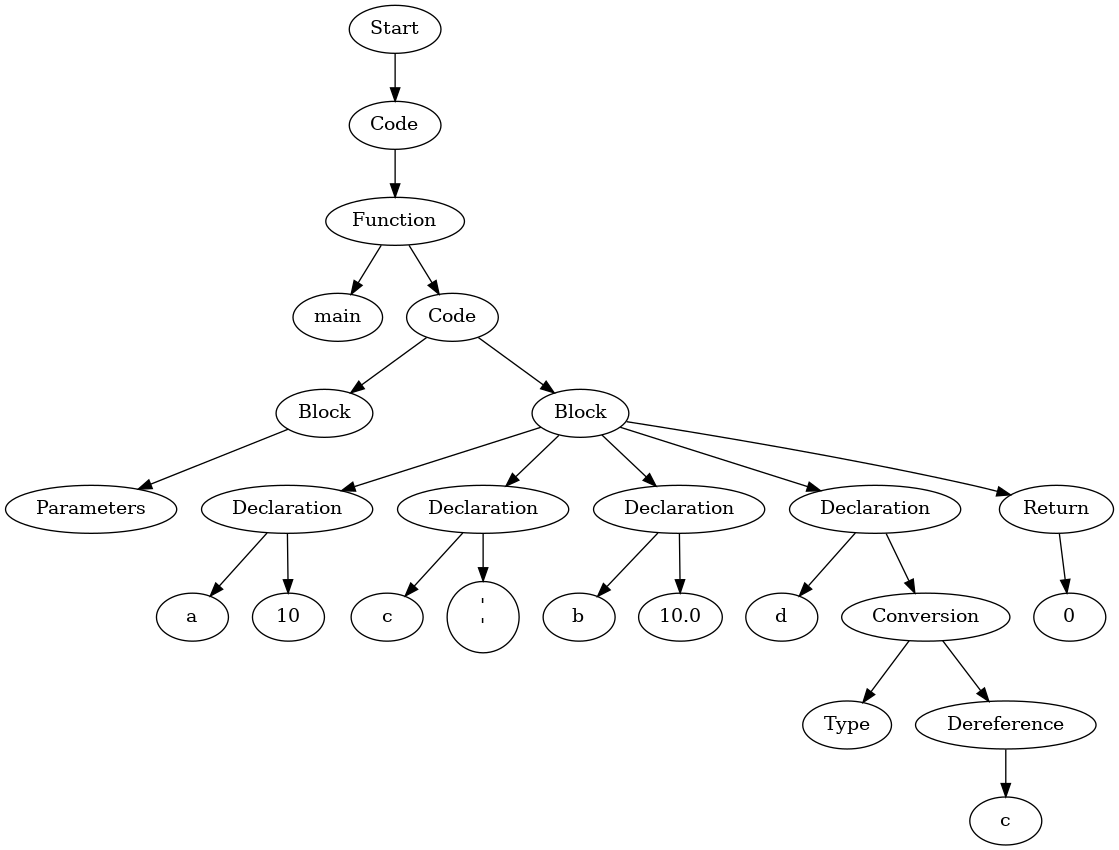 Start
Code
Function
main
Code
Block
Block
Parameters
Declaration
Declaration
Declaration
Declaration
Return
a
10
c
'
'
b
10.0
d
Conversion
0
Type
Dereference
c